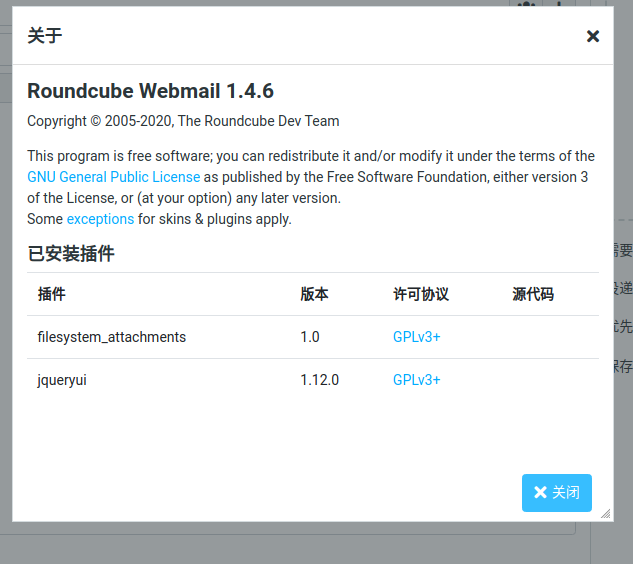 关于
Roundcube Webmail 1.4.6
Copyright © 2005-2020, The Roundcube Dev Team
This program is free software; you can redistribute it and/or modify it under the terms of the
GNU General Public License as published by the Free Software Foundation, either version 3
of the License, or (at your option) any later version.
Some exceptions for skins & plugins apply.
已安装插件
插件 版本 许可协议 源代码
filesystem_attachments 1.0 GPLv3+
jqueryui 1.12.0 GPLv3+
关闭
需要
投递
优先
保存